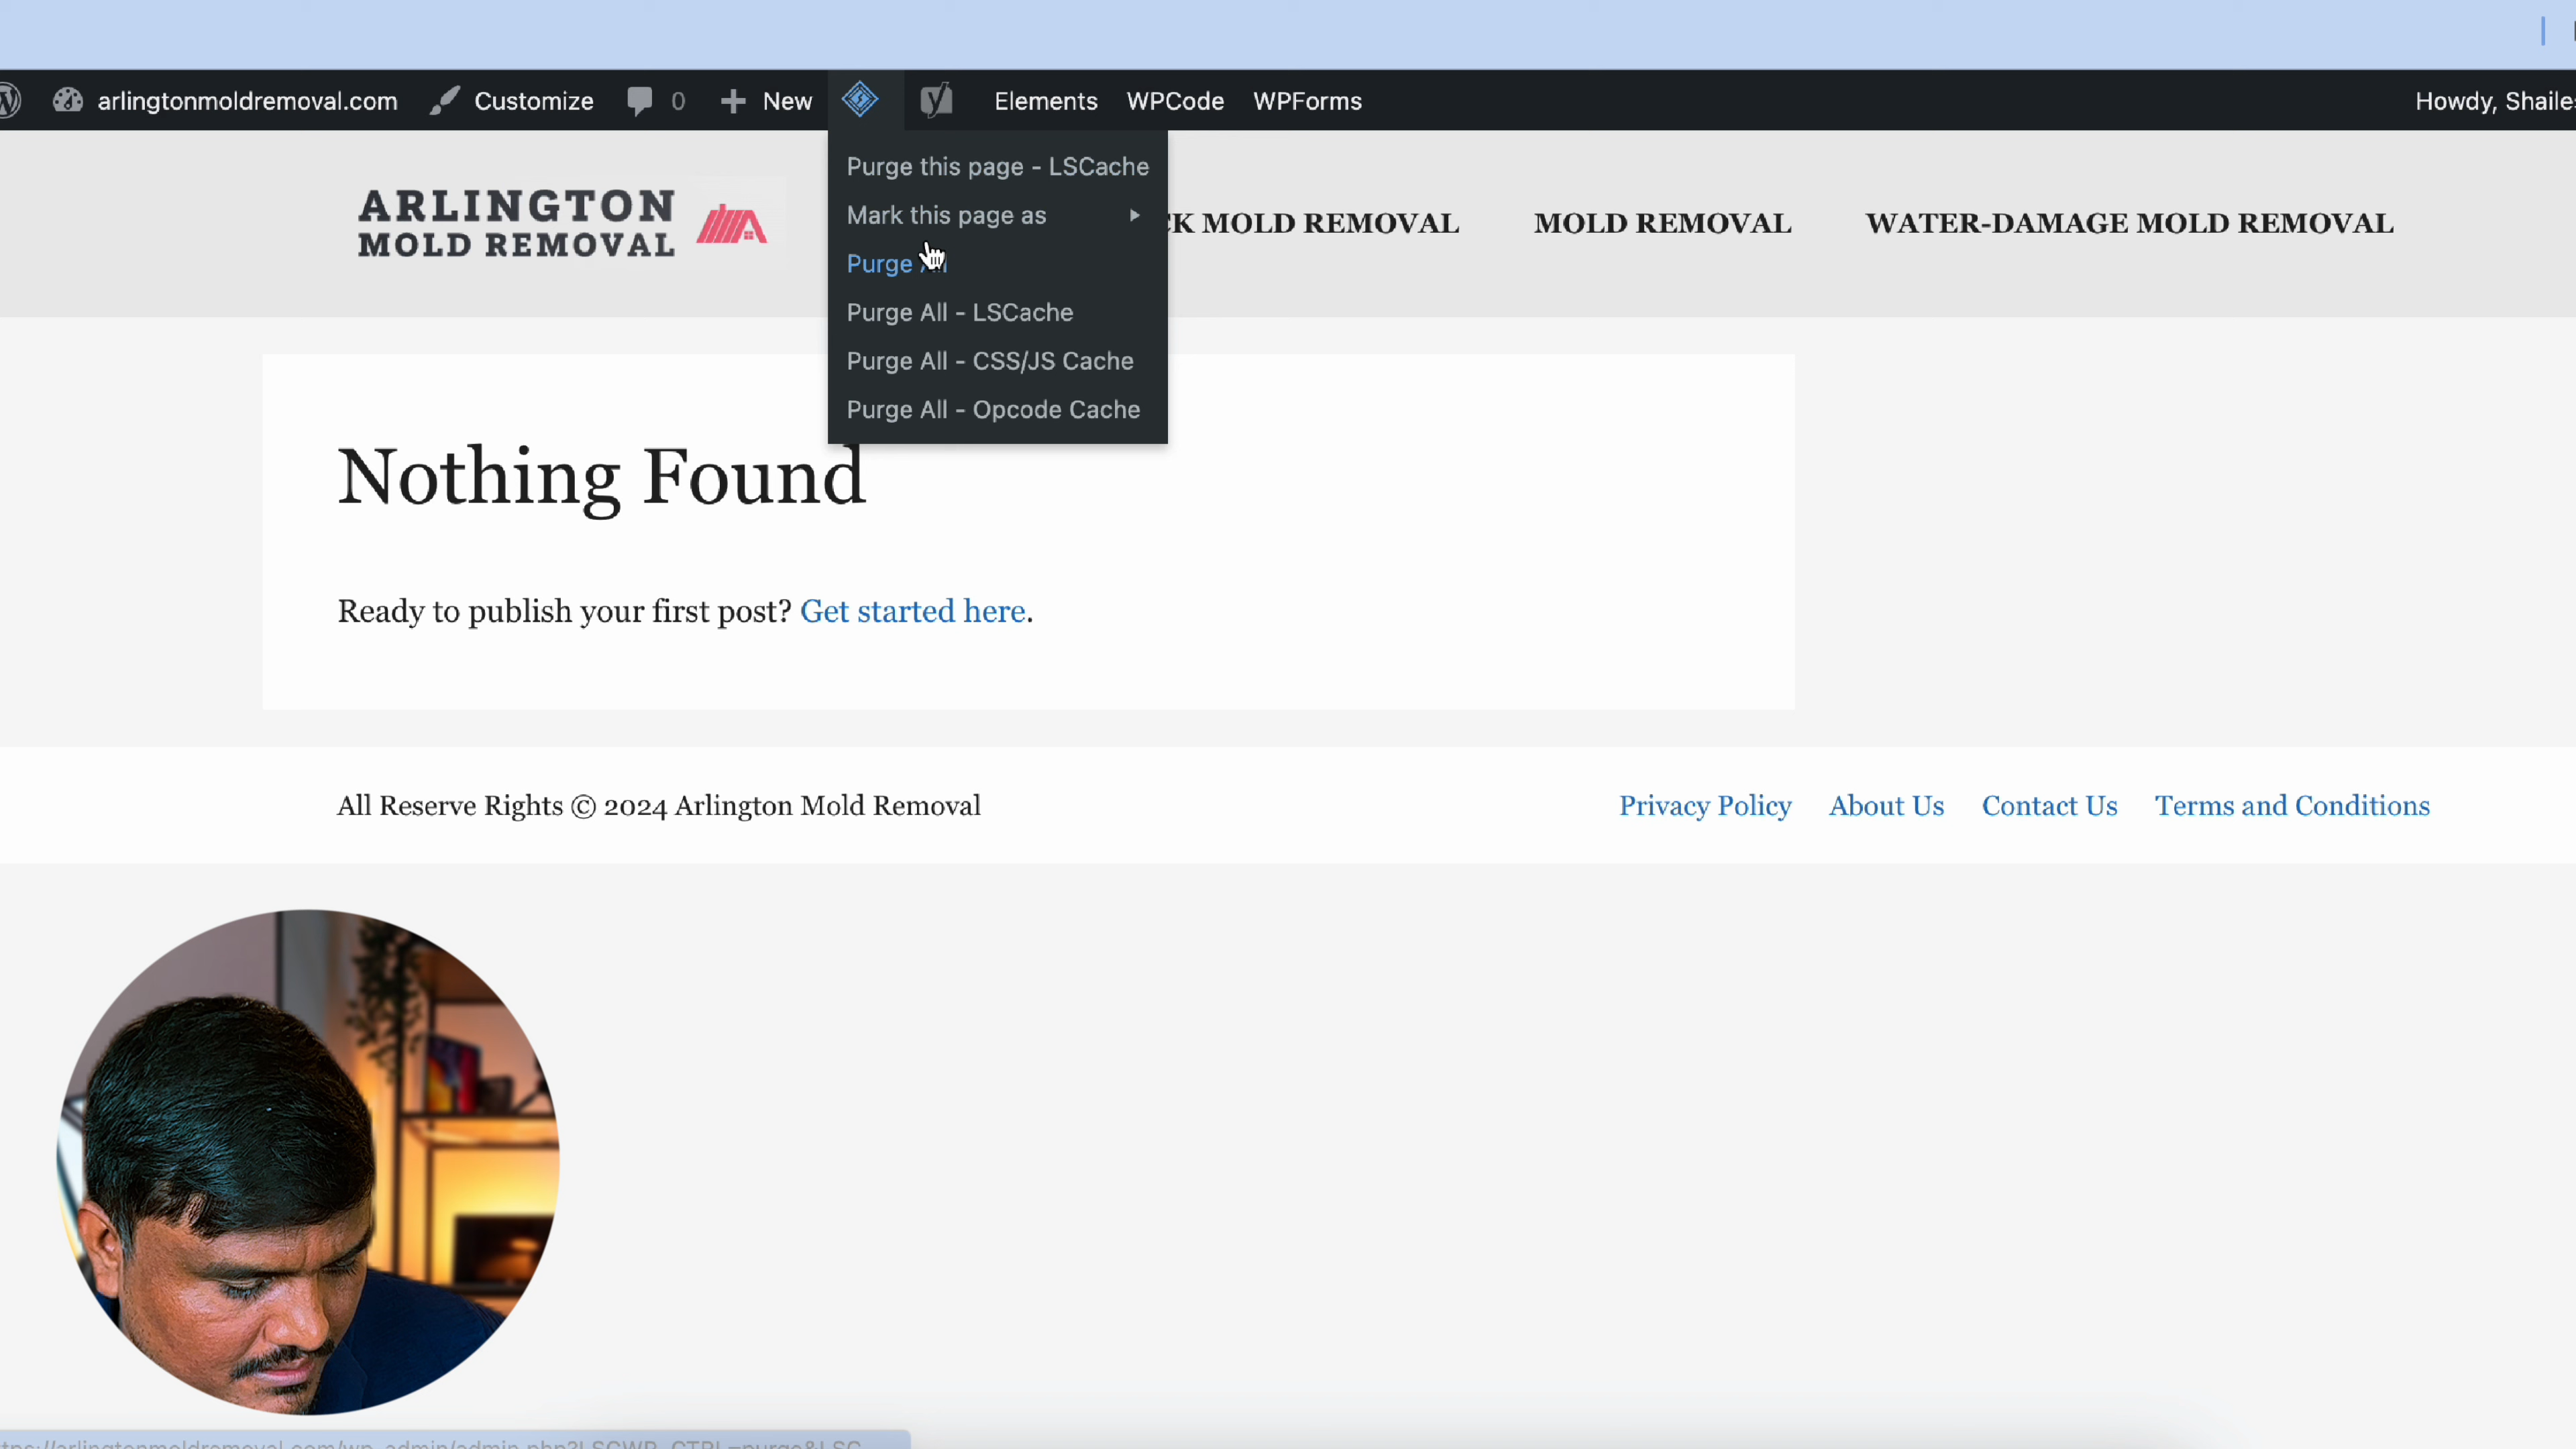 arlingtonmoldremoval.com Customize 0 New Elements WPCode WPForms Howdy,
Purge this page - LSCache
Mark this page as
Purge
Purge All - LSCache
Purge All - CSS/JS Cache
Purge All - Opcode Cache
ARLINGTON
MOLD REMOVAL
CK MOLD REMOVAL MOLD REMOVAL WATER-DAMAGE MOLD REMOVAL
Nothing Found
Ready to publish your first post? Get started here.
All Reserve Rights © 2024 Arlington Mold Removal
Privacy Policy About Us Contact Us Terms and Conditions